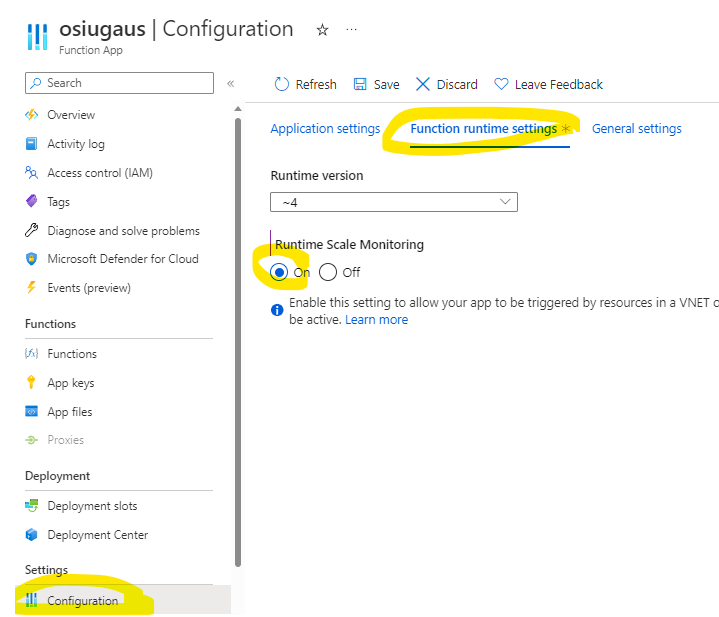 osiugaus | Configuration
Function App
Search
Refresh Save Discard Leave Feedback
Overview
Activity log
Access control (IAM)
Tags
Diagnose and solve problems
Microsoft Defender for Cloud
Events (preview)
Functions
Functions
App keys
App files
Proxies
Deployment
Deployment slots
Deployment Center
Settings
Configuration
Application settings Function runtime settings * General settings
Runtime version
~4
Runtime Scale Monitoring
On Off
Enable this setting to allow your app to be triggered by resources in a VNET
be active. Learn more